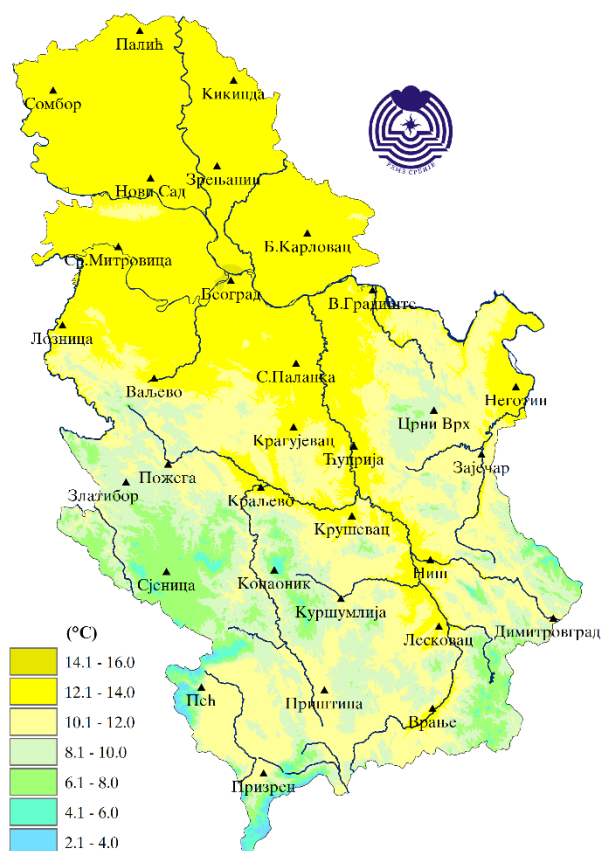 Палић
Кикинда
Сомбор
РХМЗ СРБИЈЕ
Зрењанин
Нови Сад
Б.Карловац
Ср.Митровица
Београд
В.Градиште
Лозница
С.Паланка
Ваљево
Неготин
Црни Врх
Крагујевац
Ћуприја
Зајечар
Пожега
Златибор
Краљево
Крушевац
Ниш
Сјеница
Копаоник
Куршумлија
Димитровград
Лесковац
(°C)
14.1 - 16.0
12.1 - 14.0
10.1 - 12.0
8.1 - 10.0
6.1 - 8.0
4.1 - 6.0
2.1 - 4.0
Пећ
Приштина
Врање
Призрен